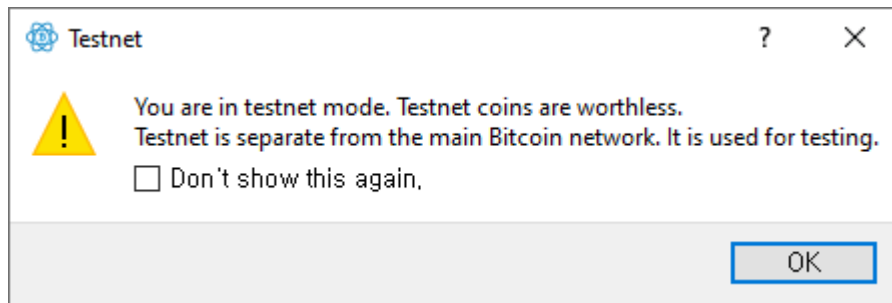 Testnet
You are in testnet mode. Testnet coins are worthless.
Testnet is separate from the main Bitcoin network. It is used for testing.
Don't show this again,
OK